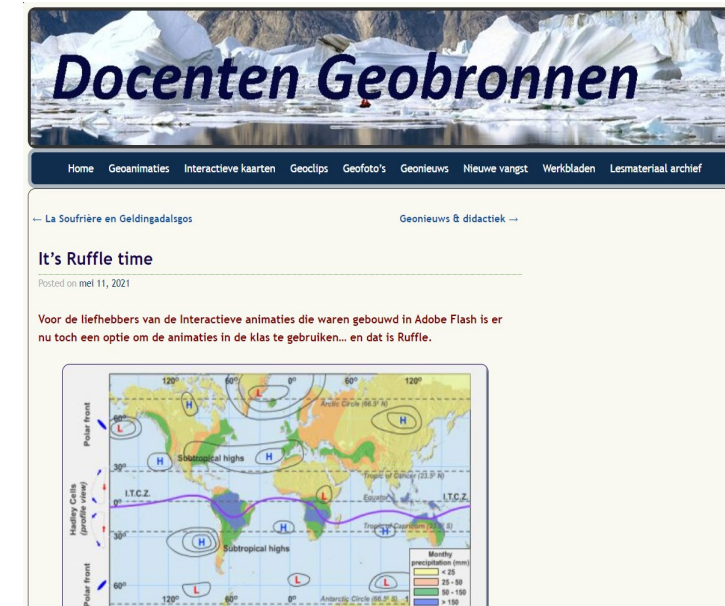 Docenten Geobronnen
Home Geoanimaties Interactieve kaarten Geoclips Geofoto's Geonieuws Nieuwe vangst Werkbladen Lesmateriaal archief
← La Soufrière en Geldingadalsgos Geonieuws & didactiek →
It's Ruffle time
Posted on mei 11, 2021
Voor de liefhebbers van de Interactieve animaties die waren gebouwd in Adobe Flash is er
nu toch een optie om de animaties in de klas te gebruiken... en dat is Ruffle.
120° 60° 0° 60° 120°
L H L Arctic Circle (66.5° N) H
Polar front
60°
H Subtropical highs H
30° Tropic of Cancer (23.5° N)
I.T.C.Z. L Equator I.T.C.Z.
Hadley Cells
(profile view)
0°
H Tropic of Capricorn (23.5° S) H
30° H Subtropical highs
Monthy
precipitation (mm)
< 25
25 - 50
50 - 150
> 150
Polar front
60° L L L
Antarctic Circle (66.5° S)
120° 60° 0° 60°